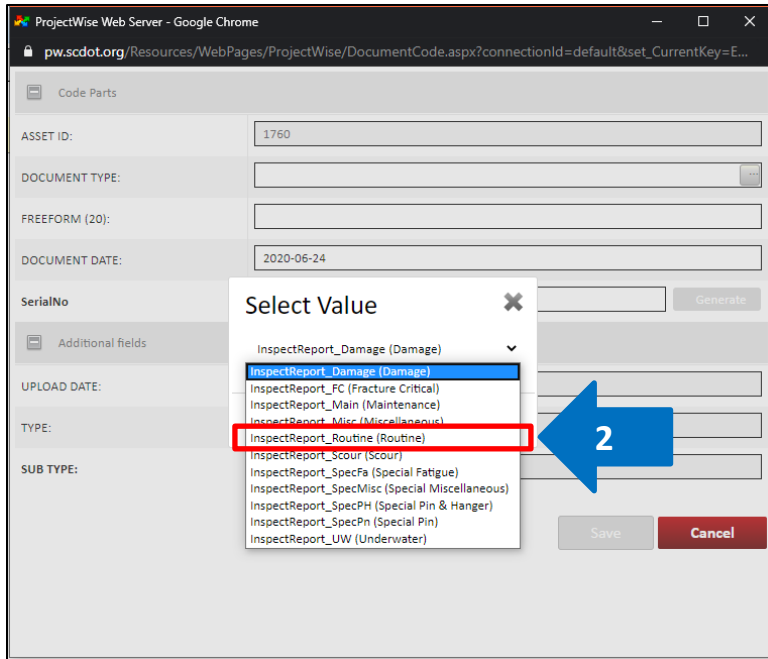 ProjectWise Web Server - Google Chrome
pw.scdot.org/Resources/WebPages/ProjectWise/DocumentCode.aspx?connectionId=default&set_CurrentKey=E...
Code Parts
ASSET ID: 1760
DOCUMENT TYPE: ...
FREEFORM (20):
DOCUMENT DATE: 2020-06-24
SerialNo Generate
Select Value
Additional fields
InspectReport_Damage (Damage)
InspectReport_Damage (Damage)
InspectReport_FC (Fracture Critical)
UPLOAD DATE:
InspectReport_Main (Maintenance)
InspectReport_Misc (Miscellaneous)
TYPE:
InspectReport_Routine (Routine)
2
InspectReport_Scour (Scour)
SUB TYPE:
InspectReport_SpecFa (Special Fatigue)
InspectReport_SpecMisc (Special Miscellaneous)
InspectReport_SpecPH (Special Pin & Hanger)
InspectReport_SpecPn (Special Pin)
InspectReport_UW (Underwater)
Save Cancel